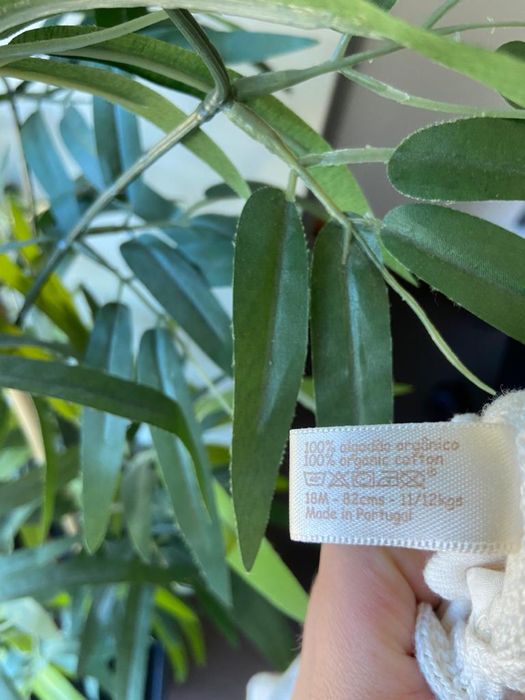 100% algodão orgânico
100% organic cotton
18M - 82cms - 11/12kgs
Made in Portugal